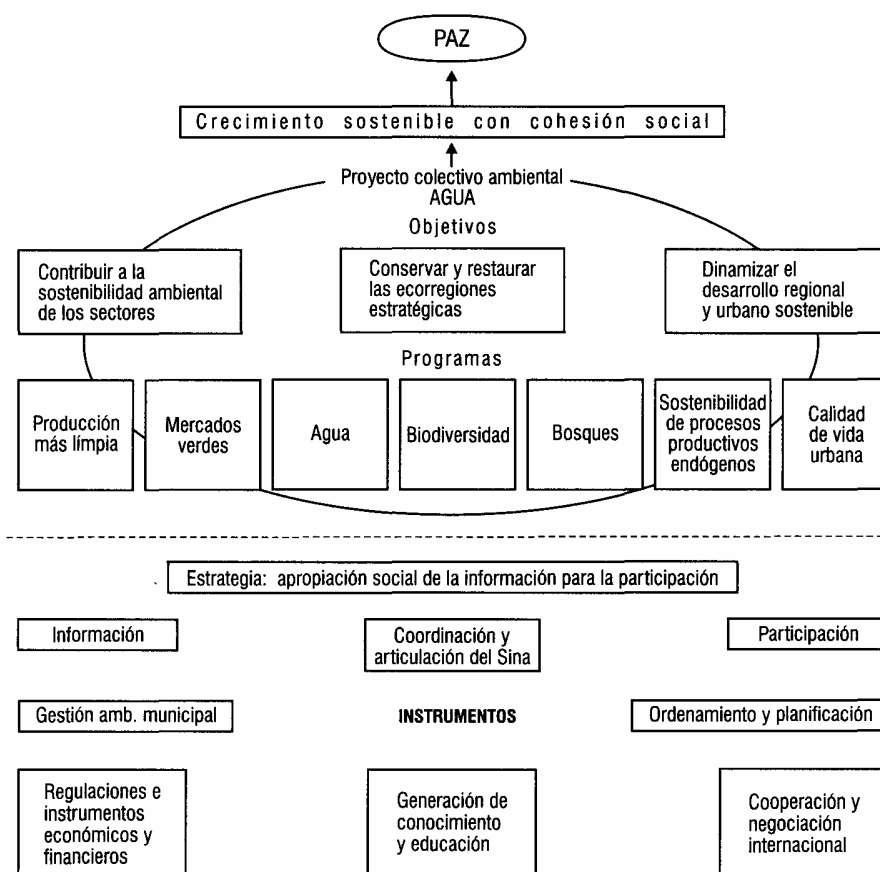 PAZ
Crecimiento sostenible con cohesión social
Proyecto colectivo ambiental
AGUA
Objetivos
Contribuir a la
sostenibilidad ambiental
de los sectores
Conservar y restaurar
las ecorregiones
estratégicas
Dinamizar el
desarrollo regional
y urbano sostenible
Programas
Producción
más límpia
Mercados
verdes
Agua
Biodiversidad
Bosques
Sostenibilidad
de procesos
productivos
endógenos
Calidad
de vida
urbana
Estrategia: apropiación social de la información para la participación
Información
Coordinación y
articulación del Sina
Participación
Gestión amb. municipal
INSTRUMENTOS
Ordenamiento y planificación
Regulaciones e
instrumentos
económicos y
financieros
Generación de
conocimiento
y educación
Cooperación y
negociación
internacional